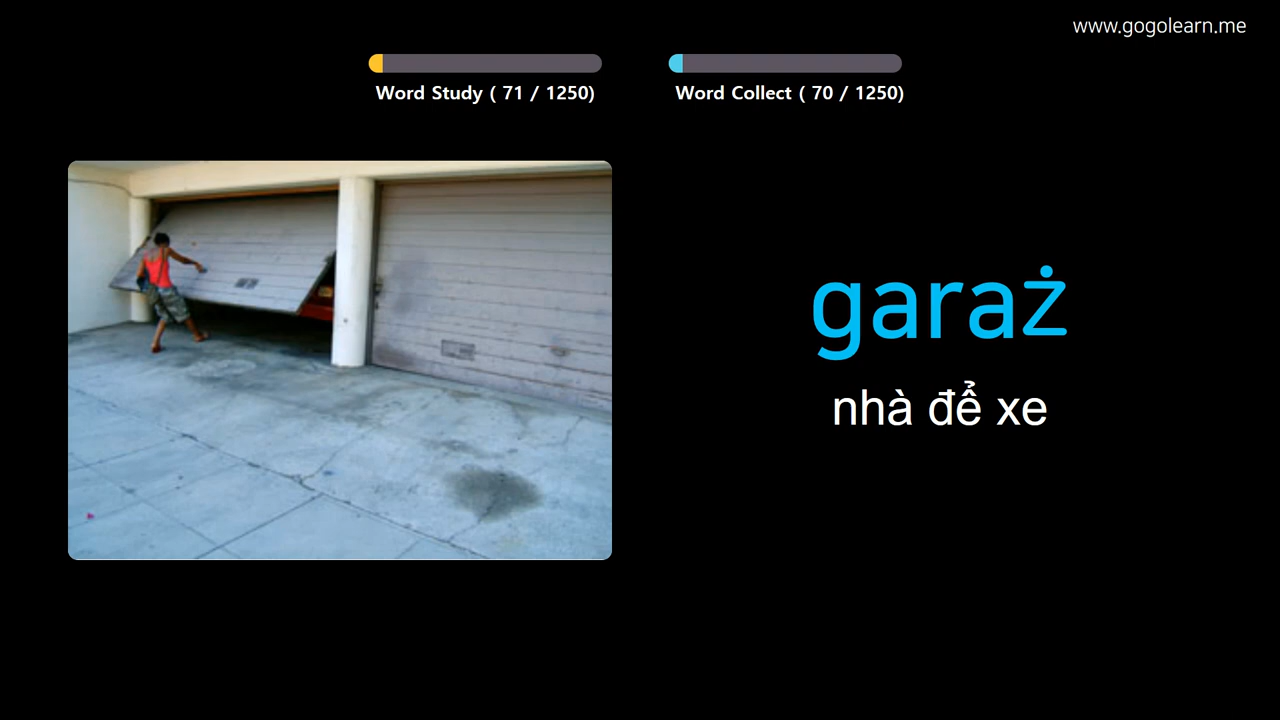 www.gogolearn.me
Word Study ( 71 / 1250)
Word Collect ( 70 / 1250)
garaż
nhà để xe